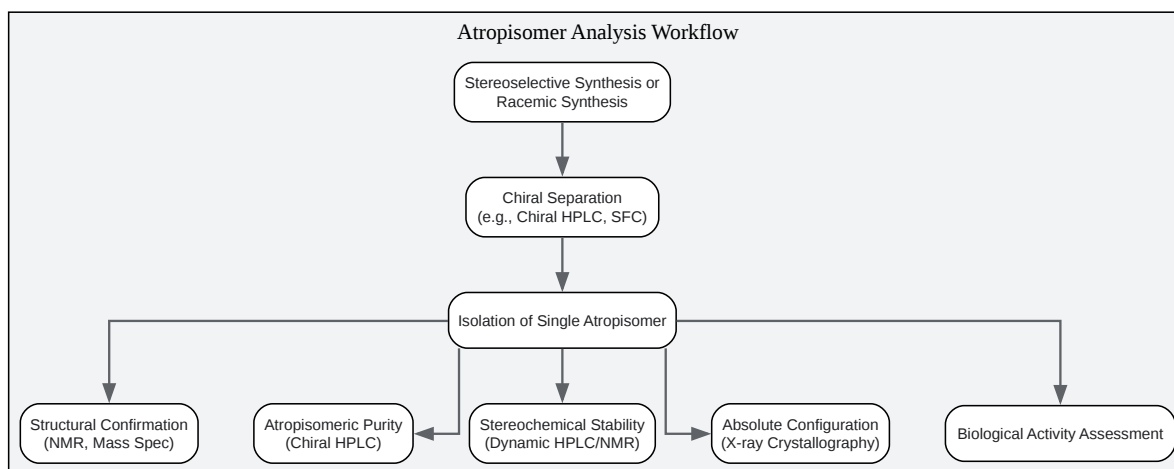 Atropisomer Analysis Workflow
Stereoselective Synthesis or
Racemic Synthesis
Chiral Separation
(e.g., Chiral HPLC, SFC)
Isolation of Single Atropisomer
Structural Confirmation
(NMR, Mass Spec)
Atropisomeric Purity
(Chiral HPLC)
Stereochemical Stability
(Dynamic HPLC/NMR)
Absolute Configuration
(X-ray Crystallography)
Biological Activity Assessment